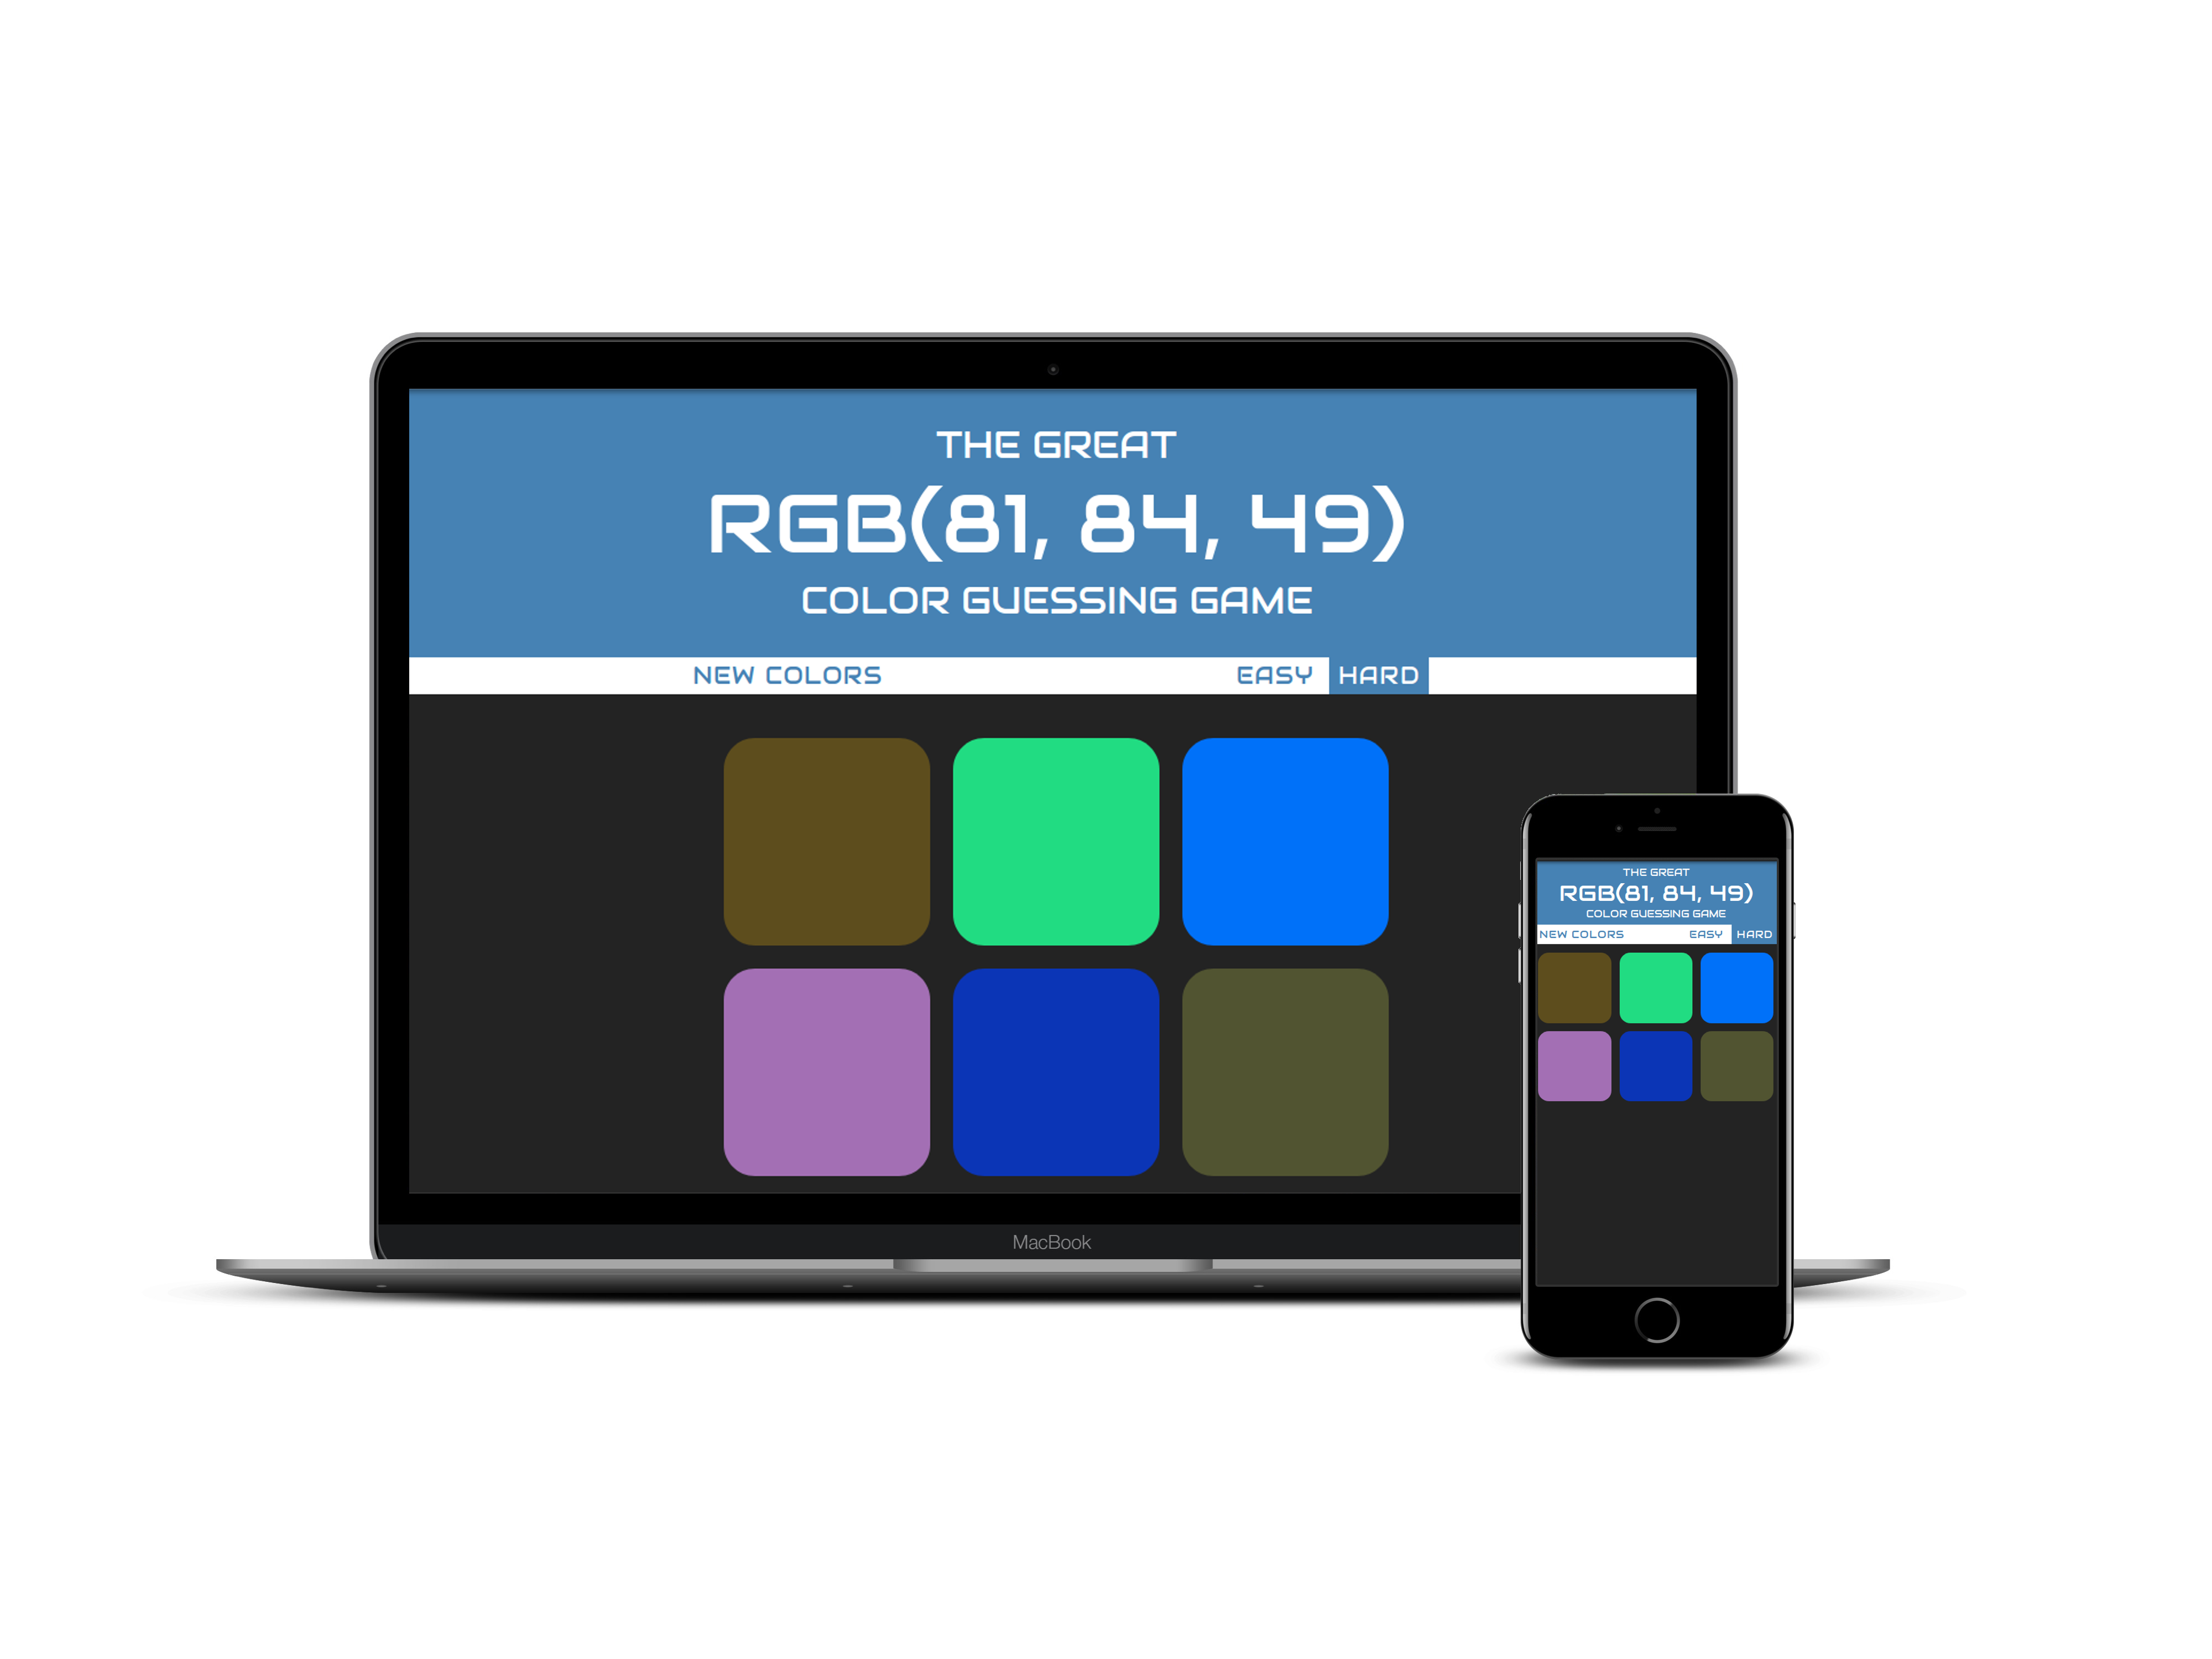 THE GREAT
RGB(81, 84, 49)
COLOR GUESSING GAME
NEW COLORS EASY HARD
MacBook
THE GREAT
RGB(81, 84, 49)
COLOR GUESSING GAME
NEW COLORS EASY HARD